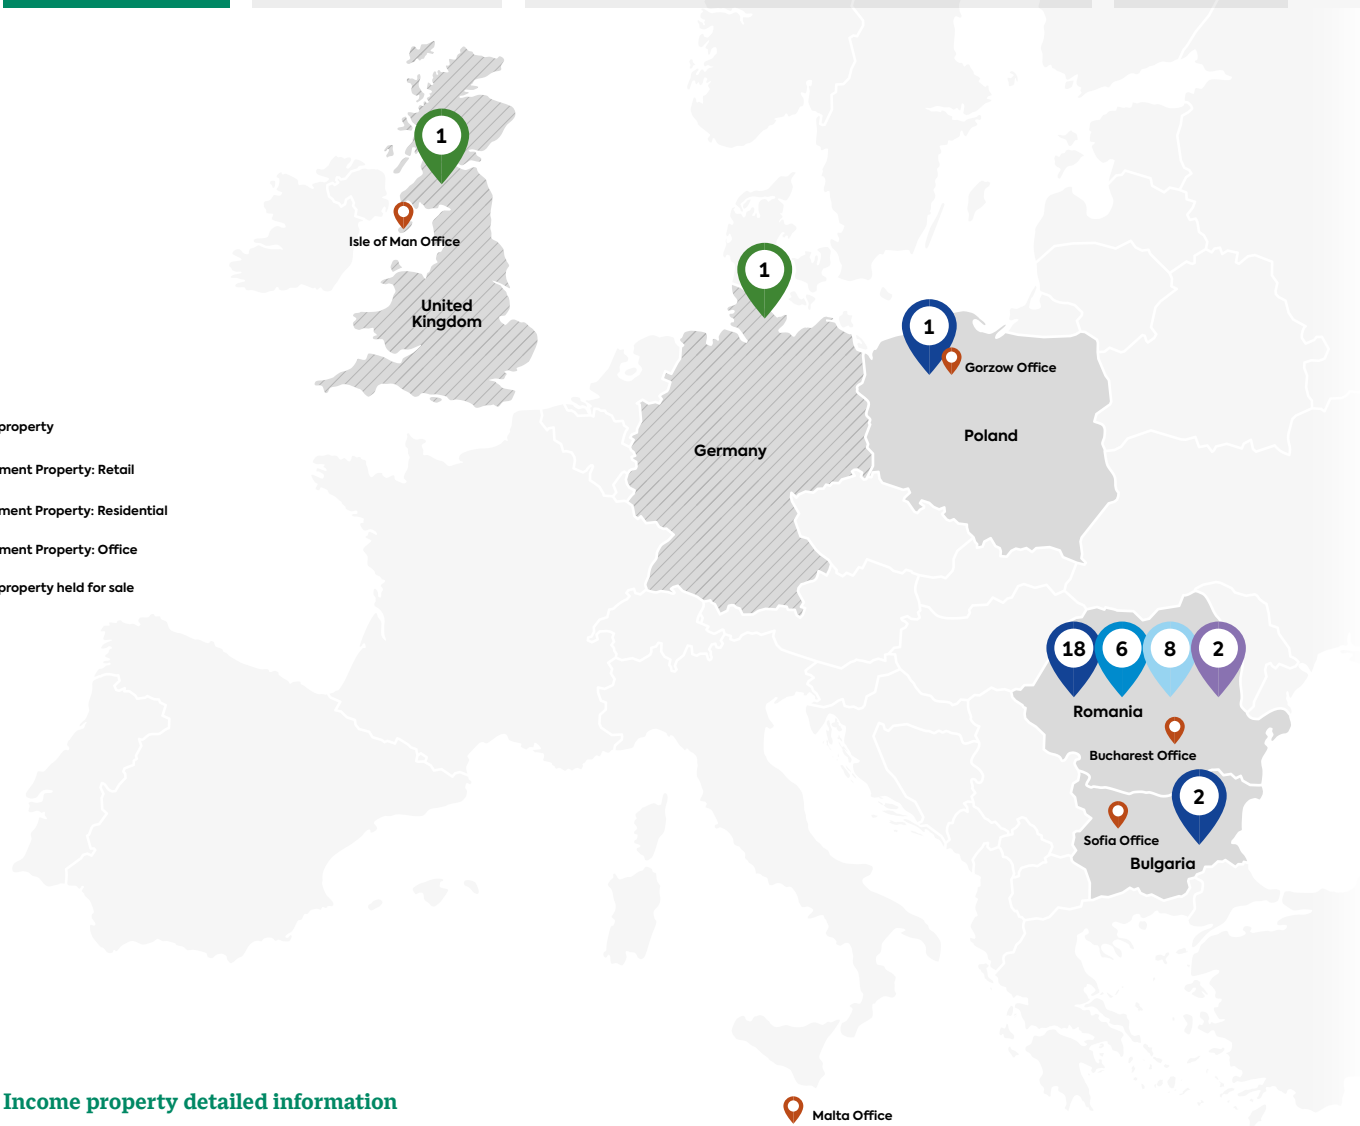 1
Isle of Man Office
United
Kingdom
1
1
Gorzow Office
Germany
Poland
property
ment Property: Retail
ment Property: Residential
ment Property: Office
property held for sale
18 6 8 2
Romania
Bucharest Office
2
Sofia Office
Bulgaria
Income property detailed information
Malta Office